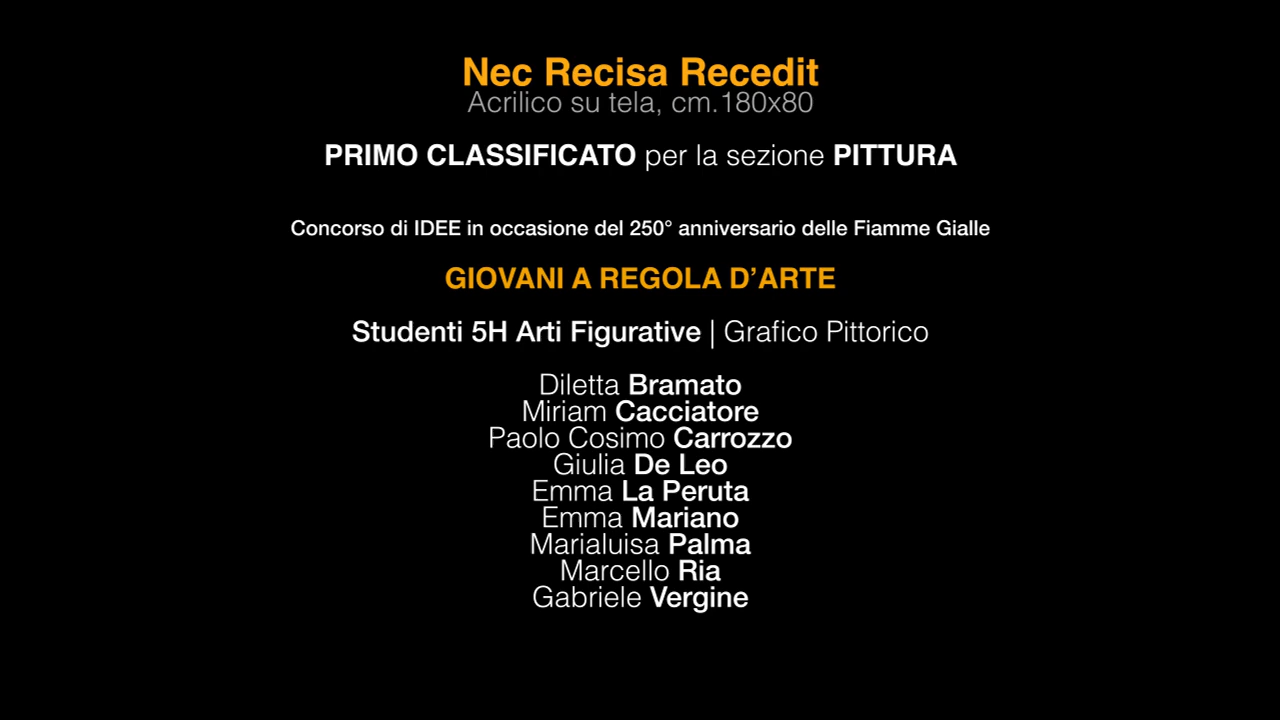 Nec Recisa Recedit
Acrilico su tela, cm.180x80
PRIMO CLASSIFICATO per la sezione PITTURA
Concorso di IDEE in occasione del 250° anniversario delle Fiamme Gialle
GIOVANI A REGOLA D’ARTE
Studenti 5H Arti Figurative | Grafico Pittorico
Diletta Bramato
Miriam Cacciatore
Paolo Cosimo Carrozzo
Giulia De Leo
Emma La Peruta
Emma Mariano
Marialuisa Palma
Marcello Ria
Gabriele Vergine